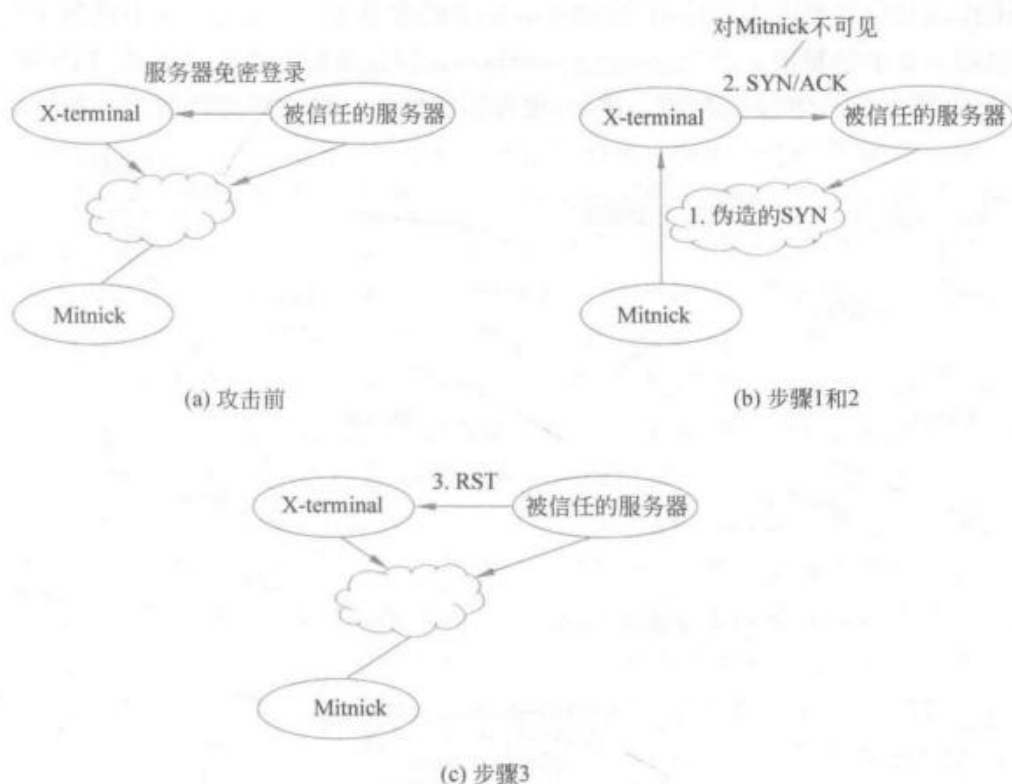 服务器免密登录
X-terminal
被信任的服务器
Mitnick
(a) 攻击前
对Mitnick不可见
2. SYN/ACK
X-terminal
被信任的服务器
1. 伪造的SYN
Mitnick
(b) 步骤1和2
3. RST
X-terminal
被信任的服务器
Mitnick
(c) 步骤3